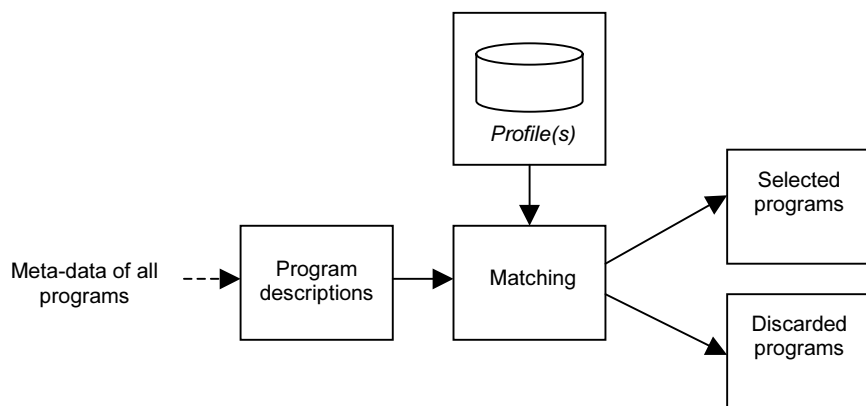 Profile(s)
Selected
programs
Meta-data of all
programs
Program
descriptions
Matching
Discarded
programs